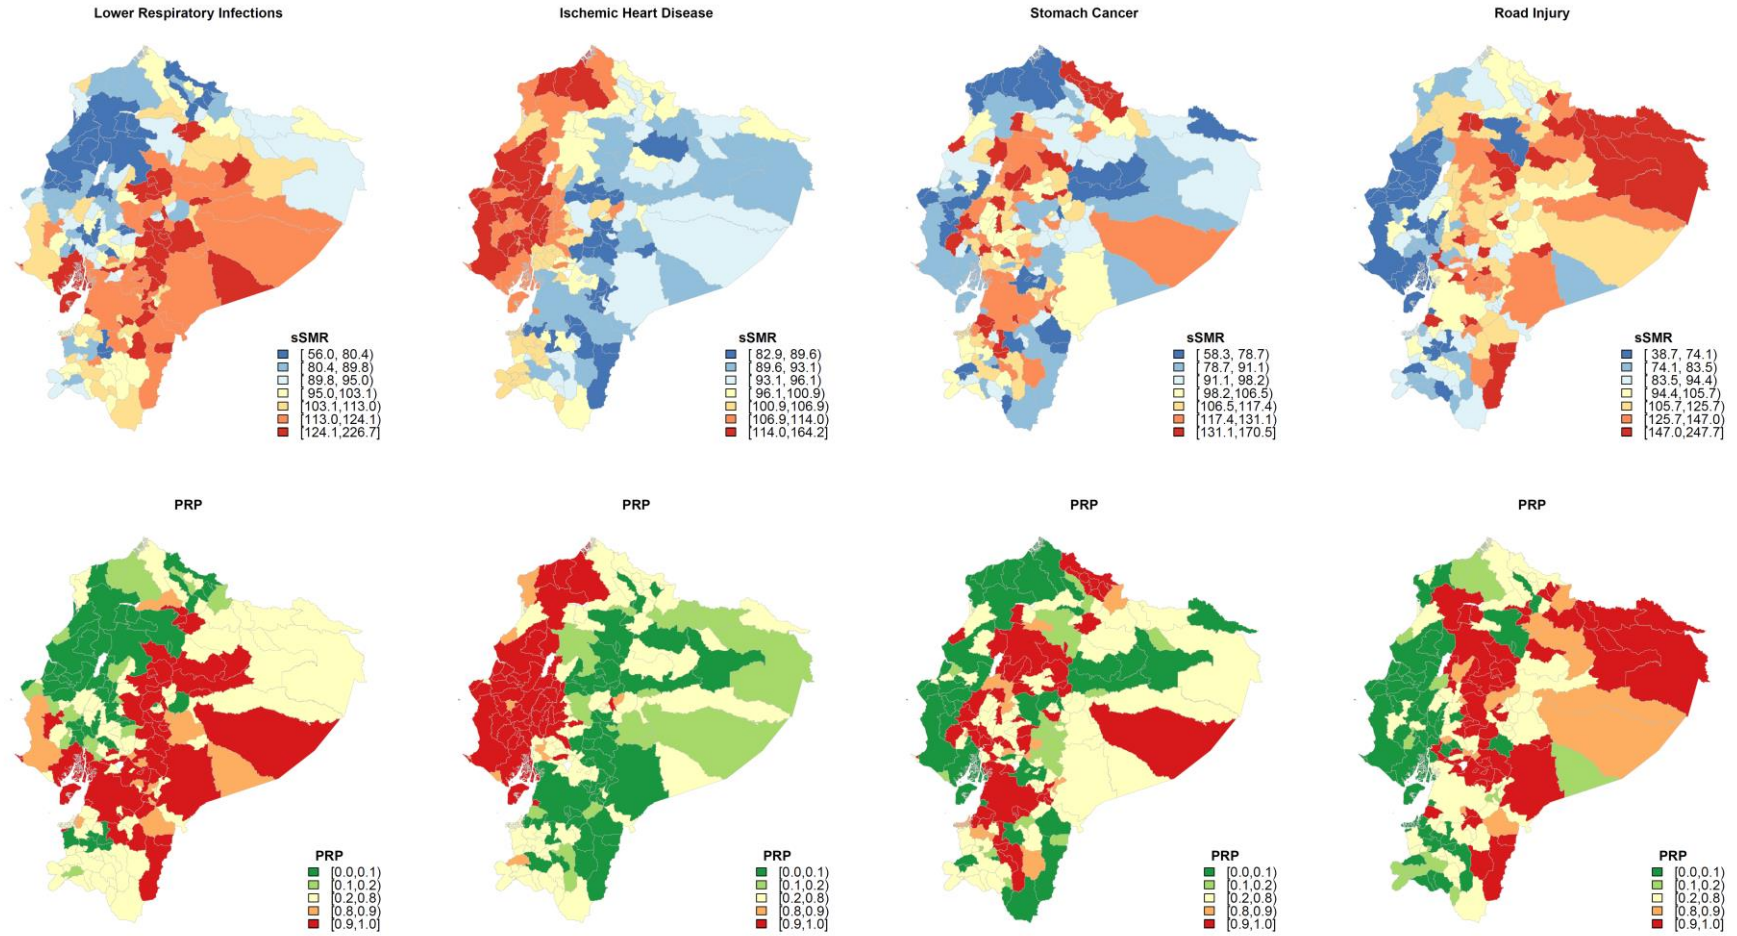 Lower Respiratory Infections
Ischemic Heart Disease
Stomach Cancer
Road Injury
sSMR
[ 56.0, 80.4)
[ 80.4, 89.8)
[ 89.8, 95.0)
[ 95.0,103.1)
[103.1,113.0)
[113.0,124.1)
[124.1,226.7]
sSMR
[ 82.9, 89.6)
[ 89.6, 93.1)
[ 93.1, 96.1)
[ 96.1,100.9)
[100.9,106.9)
[106.9,114.0)
[114.0,164.2]
sSMR
[ 58.3, 78.7)
[ 78.7, 91.1)
[ 91.1, 98.2)
[ 98.2,106.5)
[106.5,117.4)
[117.4,131.1)
[131.1,170.5]
sSMR
[ 38.7, 74.1)
[ 74.1, 83.5)
[ 83.5, 94.4)
[ 94.4,105.7)
[105.7,125.7)
[125.7,147.0)
[147.0,247.7]
PRP
PRP
PRP
PRP
PRP
[0.0,0.1)
[0.1,0.2)
[0.2,0.8)
[0.8,0.9)
[0.9,1.0]
PRP
[0.0,0.1)
[0.1,0.2)
[0.2,0.8)
[0.8,0.9)
[0.9,1.0]
PRP
[0.0,0.1)
[0.1,0.2)
[0.2,0.8)
[0.8,0.9)
[0.9,1.0]
PRP
[0.0,0.1)
[0.1,0.2)
[0.2,0.8)
[0.8,0.9)
[0.9,1.0]